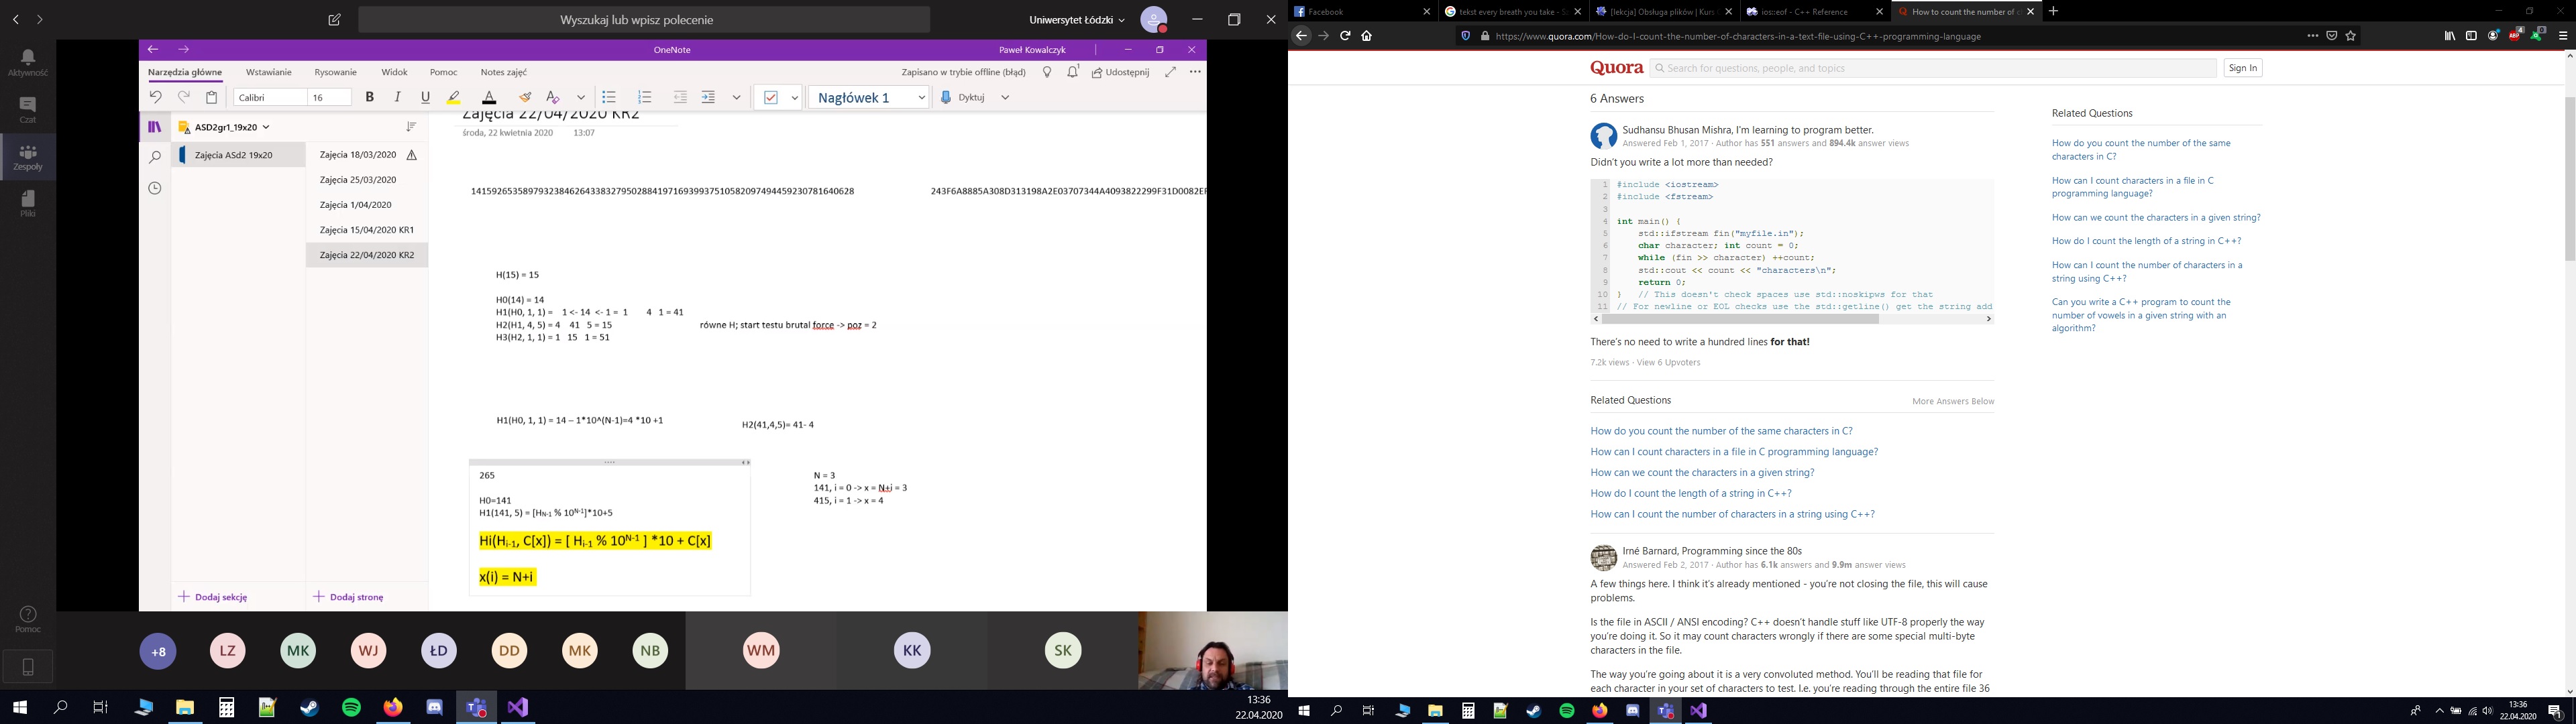 Wyszukaj lub wpisz polecenie
Uniwersytet Łódzki
Aktywność
Czat
Zespoły
Pliki
Pomoc
OneNote
Paweł Kowalczyk
Narzędzia główne Wstawianie Rysowanie Widok Pomoc Notes zajęć
Zapisano w trybie offline (błąd) 1 Udostępnij
Calibri 16 B I U A Nagłówek 1 Dyktuj
ASD2gr1_19x20
Zajęcia ASd2 19x20
Zajęcia 18/03/2020
Zajęcia 25/03/2020
Zajęcia 1/04/2020
Zajęcia 15/04/2020 KR1
Zajęcia 22/04/2020 KR2
Dodaj sekcję
Dodaj stronę
Zajęcia 22/04/2020 KR2
środa, 22 kwietnia 2020 13:07
H(15) = 15
H0(14) = 14
H1(H0, 1, 1) = 1 <- 14 <- 1 = 1 4 1 = 41
H2(H1, 4, 5) = 4 41 5 = 15 równe H; start testu brutal force -> poz = 2
H3(H2, 1, 1) = 1 15 1 = 51
H1(H0, 1, 1) = 14 – 1*10^(N-1)=4 *10 +1
H2(41,4,5)= 41- 4
265
H0=141
H1(141, 5) = [HN-1 % 10N-1]*10+5
Hi(Hi-1, C[x]) = [ Hi-1 % 10N-1 ] *10 + C[x]
x(i) = N+i
N = 3
141, i = 0 -> x = N+i = 3
415, i = 1 -> x = 4
+8 LZ MK WJ ŁD DD MK NB WM KK SK
13:36
22.04.2020
Facebook
tekst every breath you take - S
[lekcja] Obsługa plików | Kurs
ios::eof - C++ Reference
How to count the number of
https://www.quora.com/How-do-I-count-the-number-of-characters-in-a-text-file-using-C++-programming-language
Quora
Search for questions, people, and topics
Sign In
6 Answers
Sudhansu Bhusan Mishra, I'm learning to program better.
Answered Feb 1, 2017 · Author has 551 answers and 894.4k answer views
Didn't you write a lot more than needed?
1 #include <iostream>
2 #include <fstream>
3
4 int main() {
5 std::ifstream fin("myfile.in");
6 char character; int count = 0;
7 while (fin >> character) ++count;
8 std::cout << count << "characters\n";
9 return 0;
10 } // This doesn't check spaces use std::noskipws for that
11 // For newline or EOL checks use the std::getline() get the string add
There's no need to write a hundred lines for that!
7.2k views · View 6 Upvoters
Related Questions
More Answers Below
How do you count the number of the same characters in C?
How can I count characters in a file in C programming language?
How can we count the characters in a given string?
How do I count the length of a string in C++?
How can I count the number of characters in a string using C++?
Irné Barnard, Programming since the 80s
Answered Feb 2, 2017 · Author has 6.1k answers and 9.9m answer views
A few things here. I think it's already mentioned - you're not closing the file, this will cause
problems.
Is the file in ASCII / ANSI encoding? C++ doesn't handle stuff like UTF-8 properly the way
you're doing it. So it may count characters wrongly if there are some special multi-byte
characters in the file.
The way you're going about it is a very convoluted method. You'll be reading that file for
each character in your set of characters to test. I.e. you're reading through the entire file 36
Related Questions
How do you count the number of the same
characters in C?
How can I count characters in a file in C
programming language?
How can we count the characters in a given string?
How do I count the length of a string in C++?
How can I count the number of characters in a
string using C++?
Can you write a C++ program to count the
number of vowels in a given string with an
algorithm?
13:36
22.04.2020